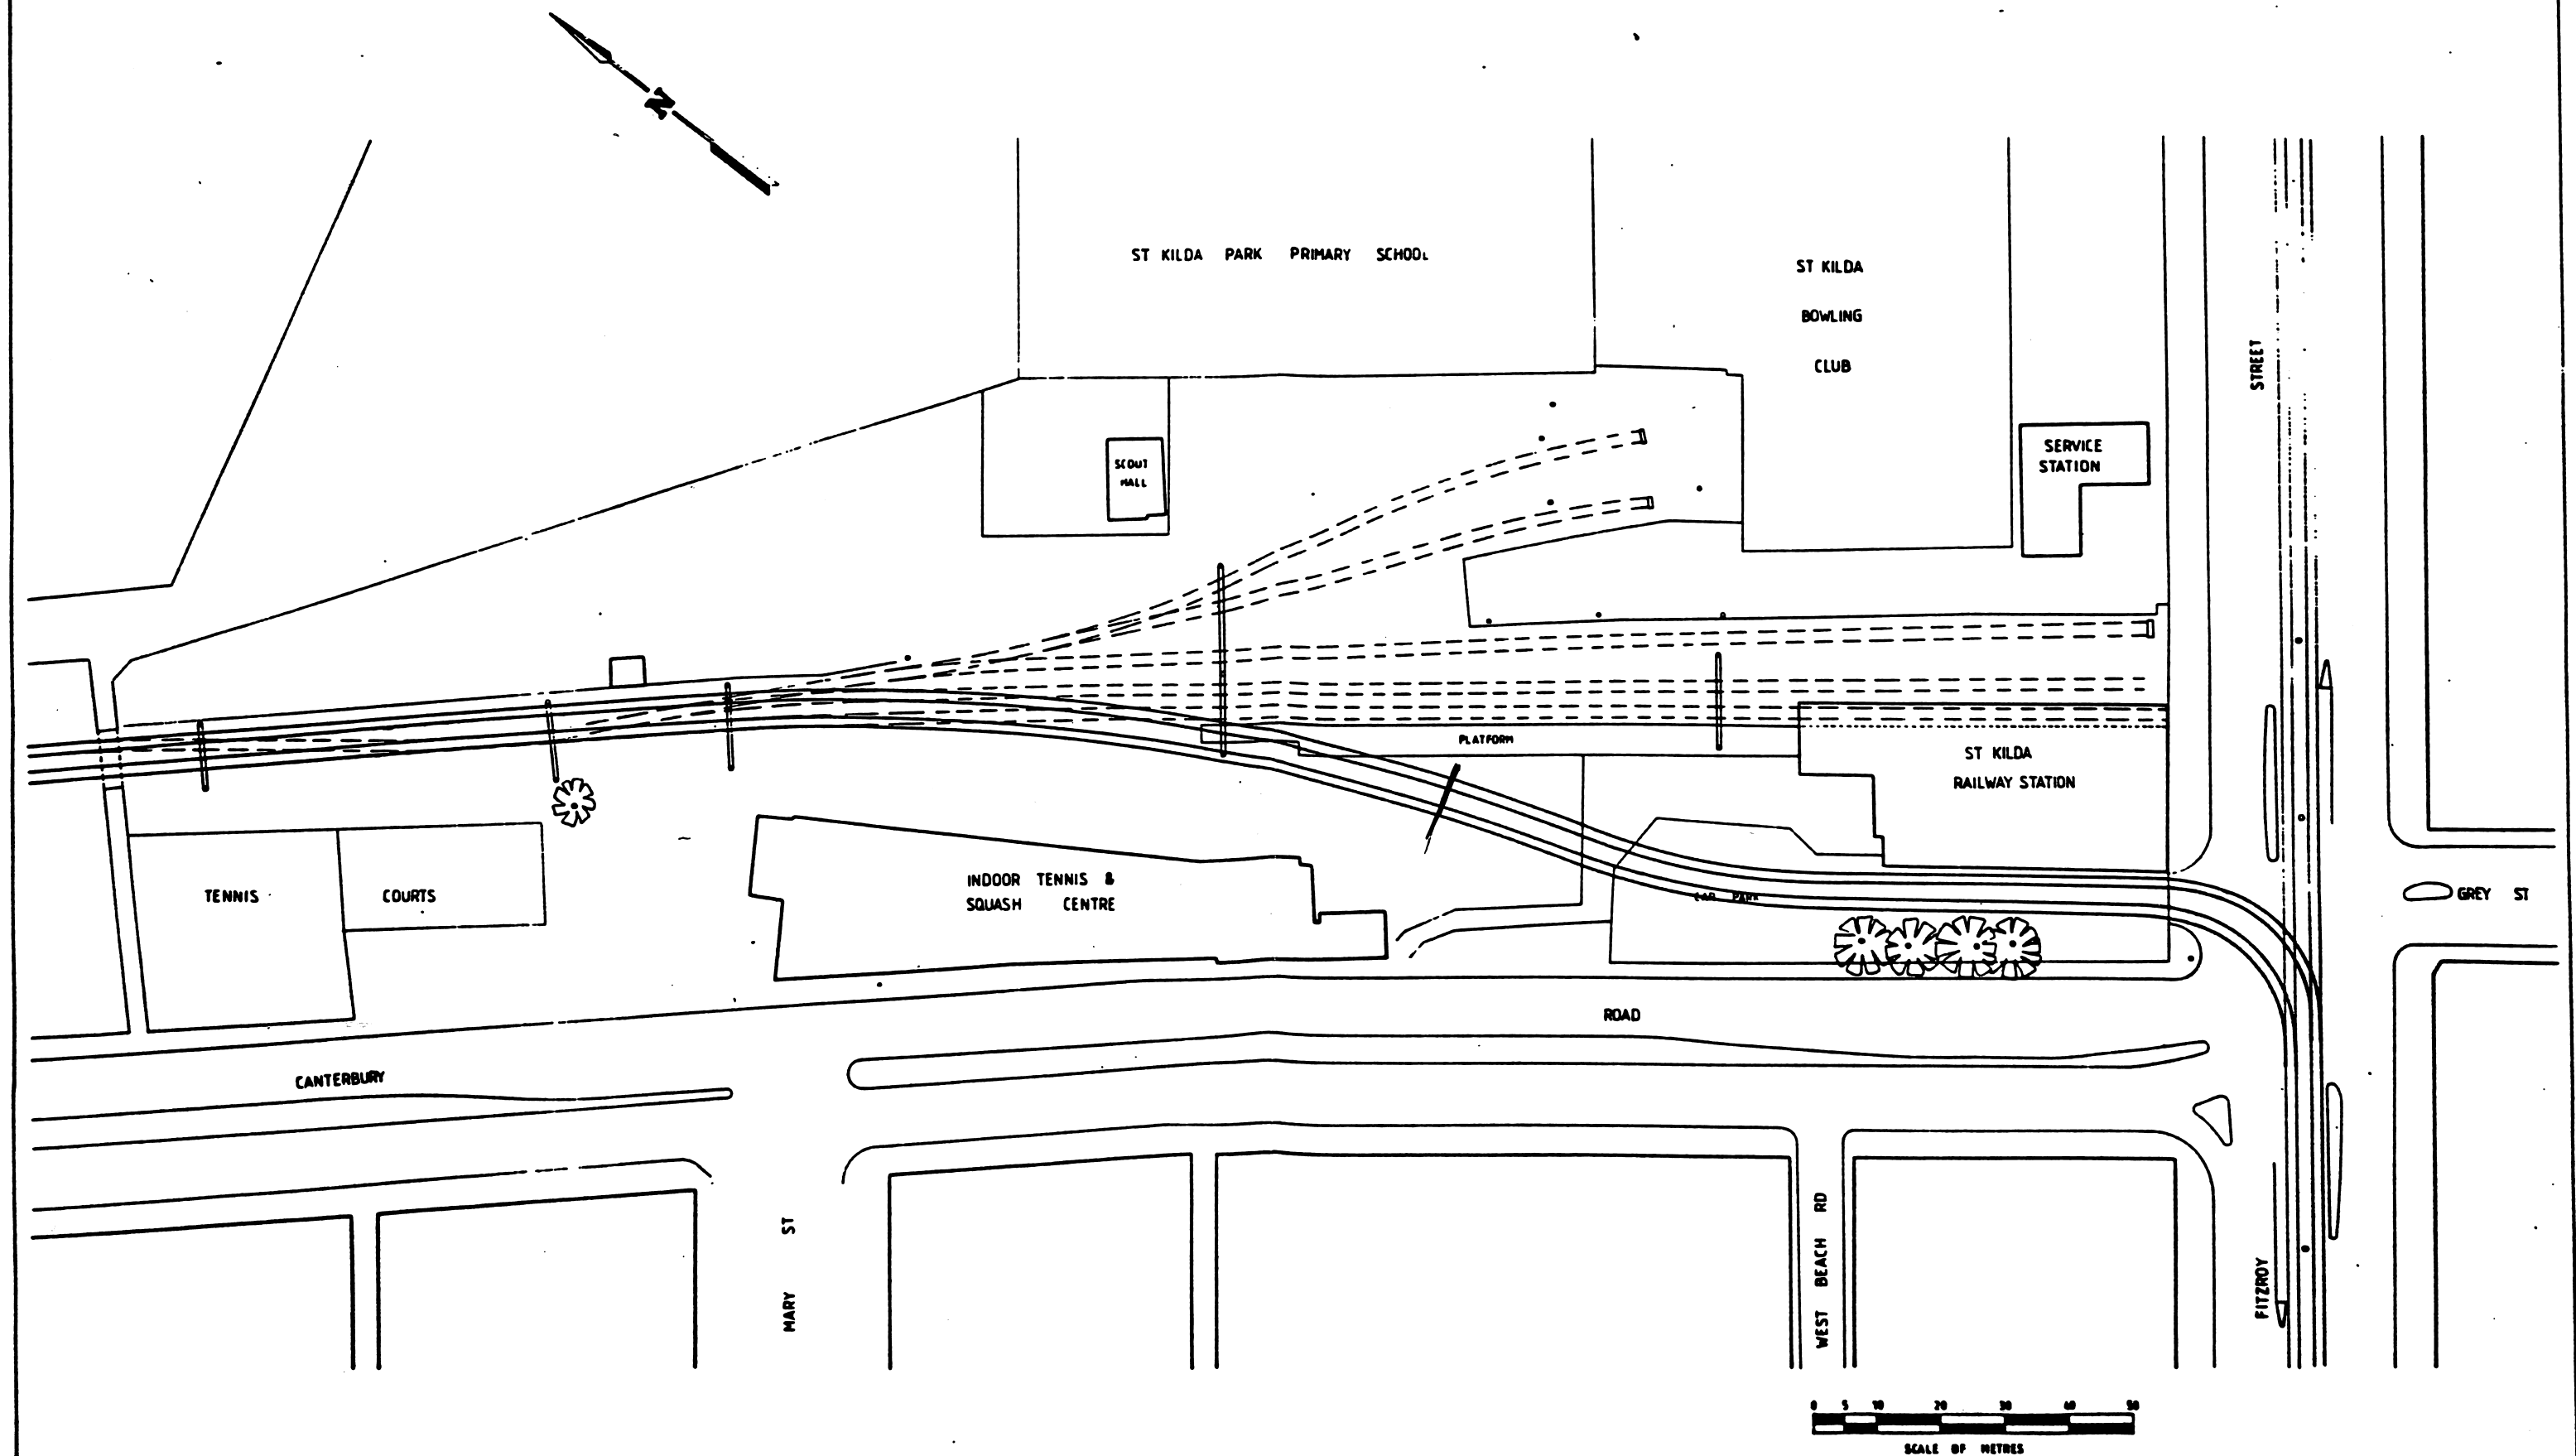 N
ST KILDA PARK PRIMARY SCHOOL
ST KILDA
BOWLING
CLUB
STREET
SERVICE
STATION
SCOUT
HALL
PLATFORM
ST KILDA
RAILWAY STATION
INDOOR TENNIS &
SQUASH CENTRE
TENNIS COURTS
CAR PARK
GREY ST
ROAD
CANTERBURY
MARY ST
WEST BEACH RD
FITZROY
0 5 10 20 30 40 50
SCALE OF METRES